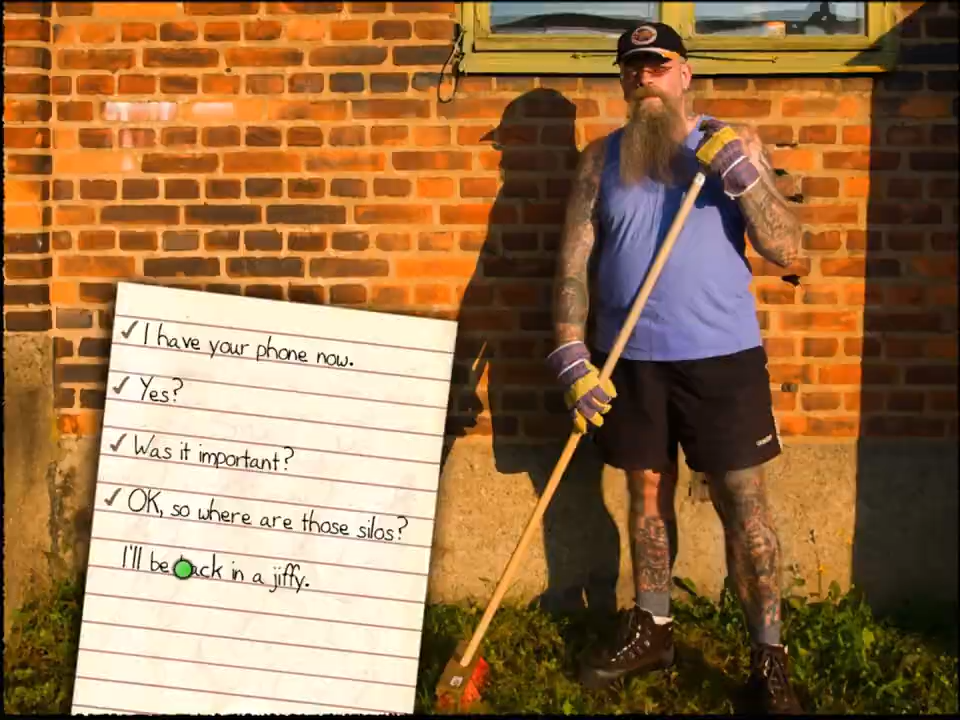 ✓ I have your phone now.
✓ Yes?
✓ Was it important?
✓ OK, so where are those silos?
I'll be back in a jiffy.